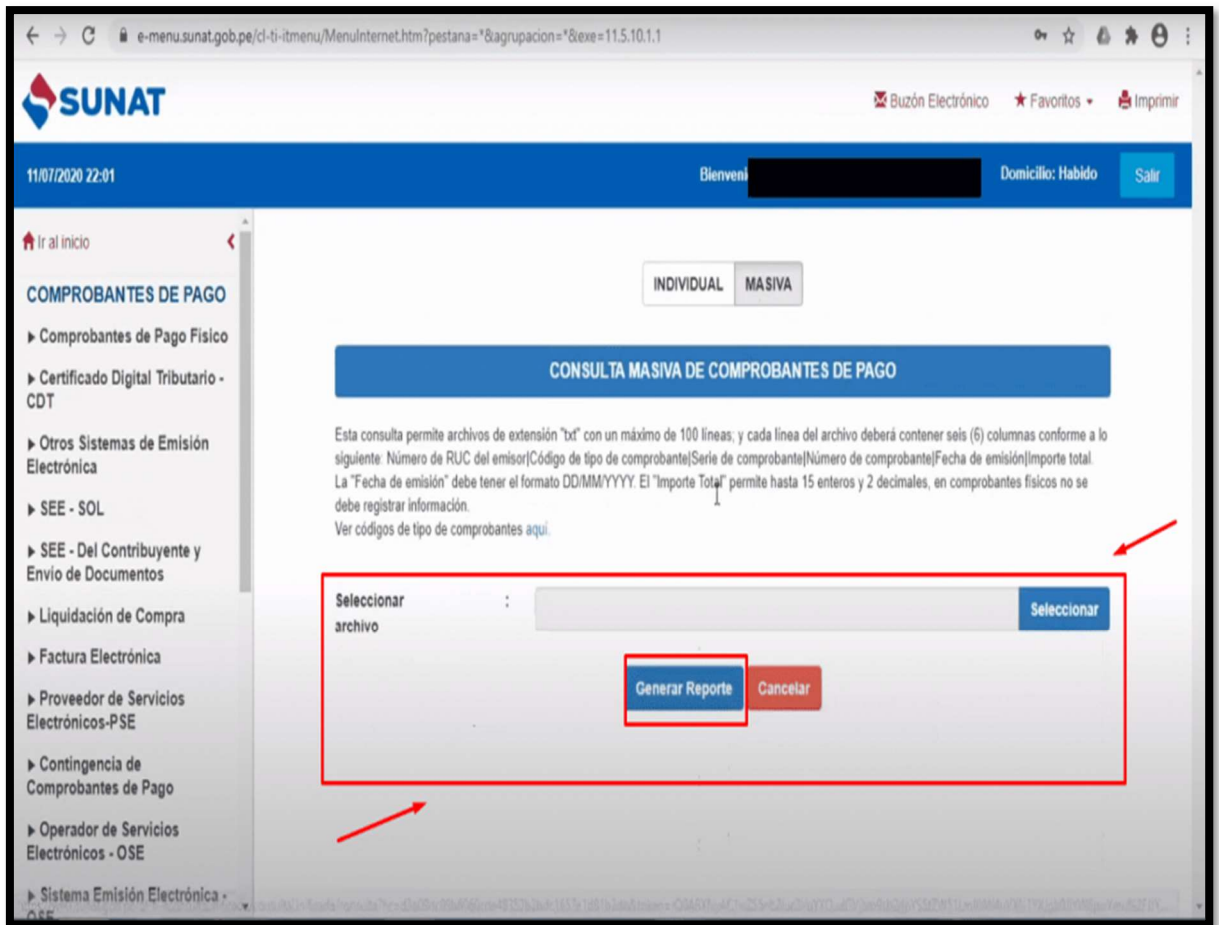 e-menu.sunat.gob.pe/cl-ti-itmenu/MenuInternet.htm?pestana=*&agrupacion=*&exe=11.5.10.1.1
SUNAT
Buzón Electrónico
Favoritos
Imprimir
11/07/2020 22:01
Bienveni
Domicilio: Habido
Salir
Ir al inicio
COMPROBANTES DE PAGO
Comprobantes de Pago Físico
Certificado Digital Tributario -
CDT
Otros Sistemas de Emisión
Electrónica
SEE - SOL
SEE - Del Contribuyente y
Envío de Documentos
Liquidación de Compra
Factura Electrónica
Proveedor de Servicios
Electrónicos-PSE
Contingencia de
Comprobantes de Pago
Operador de Servicios
Electrónicos - OSE
Sistema Emisión Electrónica -
OSE
INDIVIDUAL
MASIVA
CONSULTA MASIVA DE COMPROBANTES DE PAGO
Esta consulta permite archivos de extensión "txt" con un máximo de 100 líneas; y cada línea del archivo deberá contener seis (6) columnas conforme a lo
siguiente: Número de RUC del emisor|Código de tipo de comprobante|Serie de comprobante|Número de comprobante|Fecha de emisión|Importe total.
La "Fecha de emisión" debe tener el formato DD/MM/YYYY. El "Importe Total" permite hasta 15 enteros y 2 decimales, en comprobantes físicos no se
debe registrar información.
Ver códigos de tipo de comprobantes aquí.
Seleccionar
archivo
:
Seleccionar
Generar Reporte
Cancelar